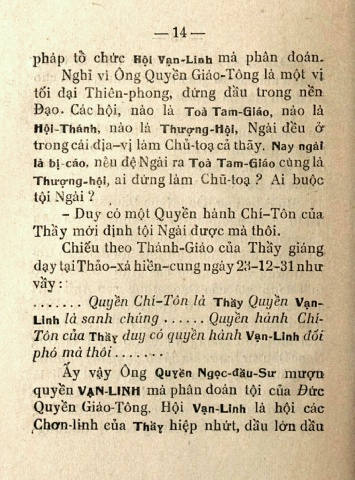 — 14 —
pháp tổ chức Hội Vạn-Linh mà phân đoán.
Nghỉ vì Ông Quyền Giáo-Tông là một vị
tối đại Thiên-phong, đứng đầu trong nền
Đạo. Các hội, nào là Toà Tam-Giáo, nào là
Hội-Thánh, nào là Thượng-Hội, Ngài đều ở
trong cái địa-vị làm Chủ-toạ cả thãy. Nay ngài
là bị-cáo, nếu đệ Ngài ra Toà Tam-Giáo cùng là
Thượng-hội, ai đứng làm Chũ-toạ ? Ai buộc
tội Ngài ?
– Duy có một Quyền hành Chí-Tôn của
Thầy mới định tội Ngài được mà thôi.
Chiếu theo Thánh-Giáo của Thầy giáng
dạy tại Thảo-xá hiền-cung ngày 23-12-31 như
vầy :
....... Quyền Chí-Tôn là Thầy Quyền Vạn-
Linh là sanh chúng ...... Quyền hành Chí-
Tôn của Thầy duy có quyền hành Vạn-Linh đối
phó mà thôi .......
Ấy vậy Ông Quyền Ngọc-đầu-Sư mượn
quyền VẠN-LINH mà phân đoán tội của Đức
Quyền Giáo-Tông. Hội Vạn-Linh là hội các
Chơn-linh của Thầy hiệp nhứt, dầu lớn dầu